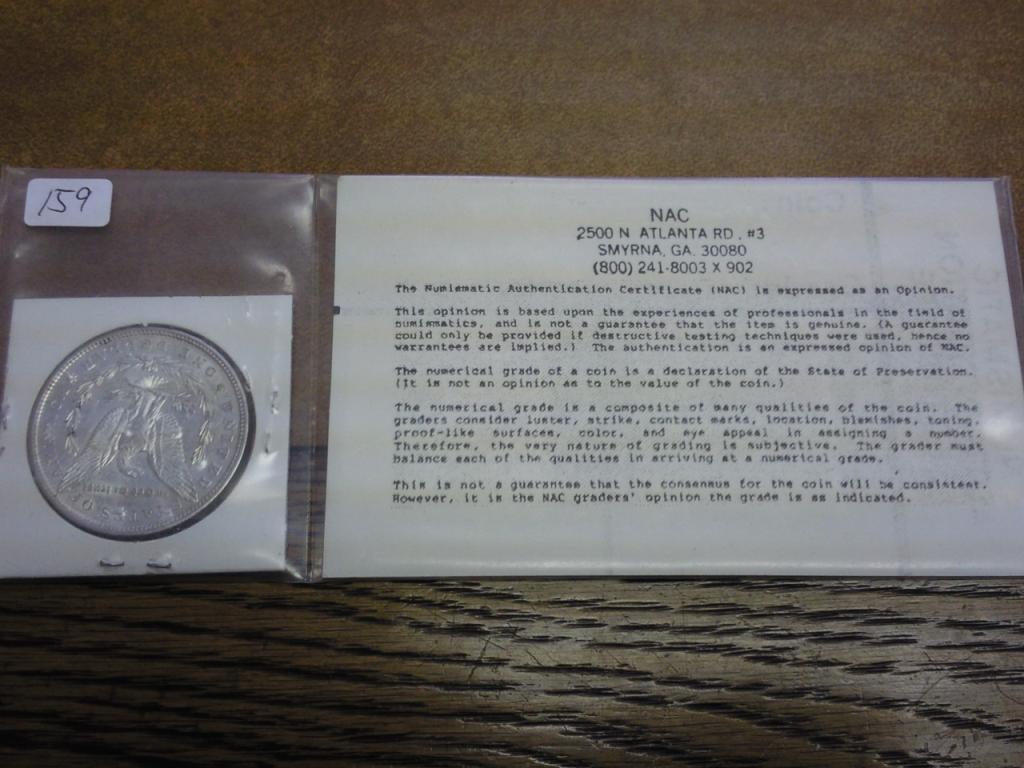 159
NAC
2500 N ATLANTA RD., #3
SMYRNA, GA. 30080
(800) 241-8003 X 902
The Numismatic Authentication Certificate (NAC) is expressed as an Opinion.
This opinion is based upon the experiences of professionals in the field of
numismatics, and is not a guarantee that the item is genuine. (A guarantee
could only be provided if destructive testing techniques were used, hence no
warrantees are implied.) The authentication is an expressed opinion of NAC.
The numerical grade of a coin is a declaration of the State of Preservation.
(It is not an opinion as to the value of the coin.)
The numerical grade is a composite of many qualities of the coin. The
graders consider luster, strike, contact marks, location, blemishes, toning,
proof-like surfaces, color, and eye appeal in assigning a number.
Therefore, the very nature of grading is subjective. The grader must
balance each of the qualities in arriving at a numerical grade.
This is not a guarantee that the consensus for the coin will be consistent.
However, it is the NAC graders' opinion the grade is as indicated.